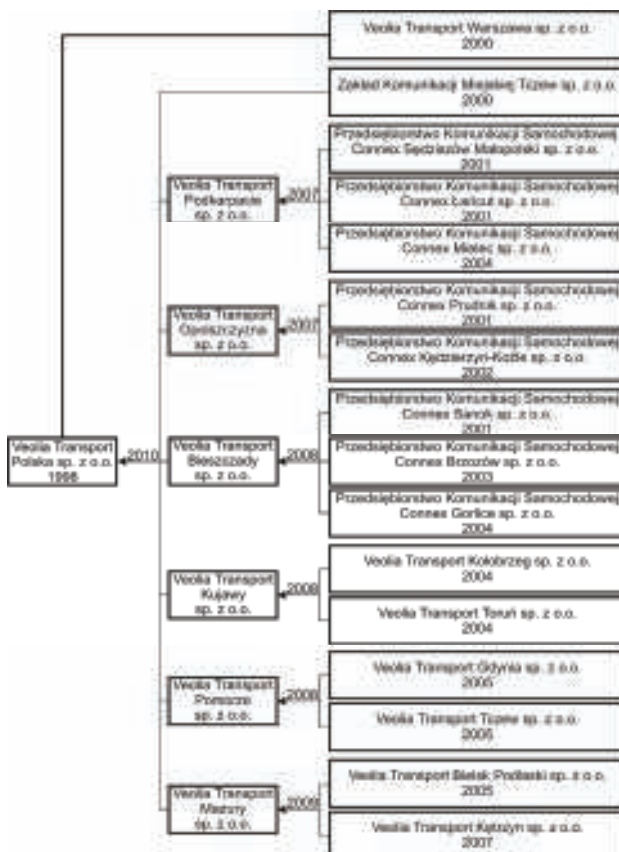 Veolia Transport Warszawa sp. z o.o.
2000
Zakład Komunikacji Miejskiej Tczew sp. z o.o.
2000
Przedsiębiorstwo Komunikacji Samochodowej
Connex Sędziszów Małopolski sp. z o.o.
2001
Veolia Transport
Podkarpacie
sp. z o.o.
2007
Przedsiębiorstwo Komunikacji Samochodowej
Connex Łańcut sp. z o.o.
2001
Przedsiębiorstwo Komunikacji Samochodowej
Connex Mielec sp. z o.o.
2004
Veolia Transport
Opolszczyzna
sp. z o.o.
2007
Przedsiębiorstwo Komunikacji Samochodowej
Connex Prudnik sp. z o.o.
2001
Przedsiębiorstwo Komunikacji Samochodowej
Connex Kędzierzyn-Koźle sp. z o.o.
2002
Przedsiębiorstwo Komunikacji Samochodowej
Connex Sanok sp. z o.o.
2001
Veolia Transport
Polska sp. z o.o.
1998
2010
Veolia Transport
Bieszczady
sp. z o.o.
2008
Przedsiębiorstwo Komunikacji Samochodowej
Connex Brzozów sp. z o.o.
2003
Przedsiębiorstwo Komunikacji Samochodowej
Connex Gorlice sp. z o.o.
2004
Veolia Transport
Kujawy
sp. z o.o.
2008
Veolia Transport Kołobrzeg sp. z o.o.
2004
Veolia Transport Toruń sp. z o.o.
2004
Veolia Transport
Pomorze
sp. z o.o.
2008
Veolia Transport Gdynia sp. z o.o.
2005
Veolia Transport Tczew sp. z o.o.
2006
Veolia Transport
Mazury
sp. z o.o.
2009
Veolia Transport Bielsk Podlaski sp. z o.o.
2005
Veolia Transport Kętrzyn sp. z o.o.
2007